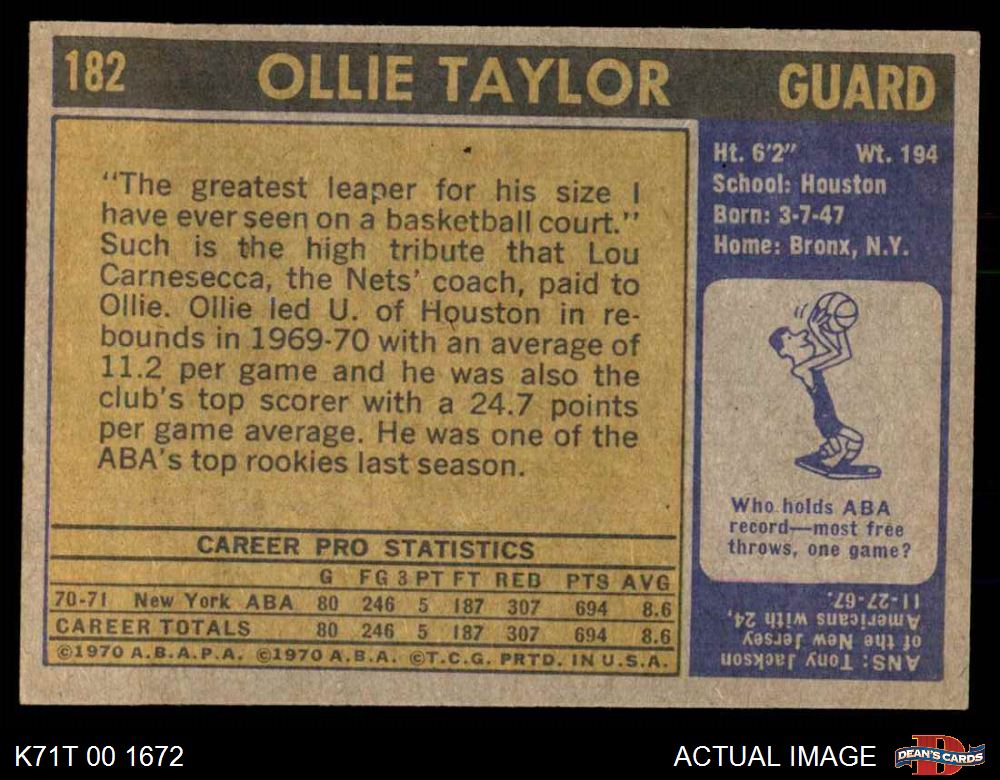 182 OLLIE TAYLOR GUARD
"The greatest leaper for his size I
have ever seen on a basketball court."
Such is the high tribute that Lou
Carnesecca, the Nets' coach, paid to
Ollie. Ollie led U. of Houston in re-
bounds in 1969-70 with an average of
11.2 per game and he was also the
club's top scorer with a 24.7 points
per game average. He was one of the
ABA's top rookies last season.
CAREER PRO STATISTICS
G FG 3 PT FT REB PTS AVG
70-71 New York ABA 80 246 5 187 307 694 8.6
CAREER TOTALS 80 246 5 187 307 694 8.6
©1970 A.B.A.P.A. ©1970 A.B.A. ©T.C.G. PRTD. IN U.S.A.
Ht. 6'2" Wt. 194
School: Houston
Born: 3-7-47
Home: Bronx, N.Y.
Who holds ABA
record—most free
throws, one game?
ANS: Tony Jackson
of the New Jersey
Americans with 24,
11-27-67.
K71T 00 1672
ACTUAL IMAGE
DEAN'S CARDS